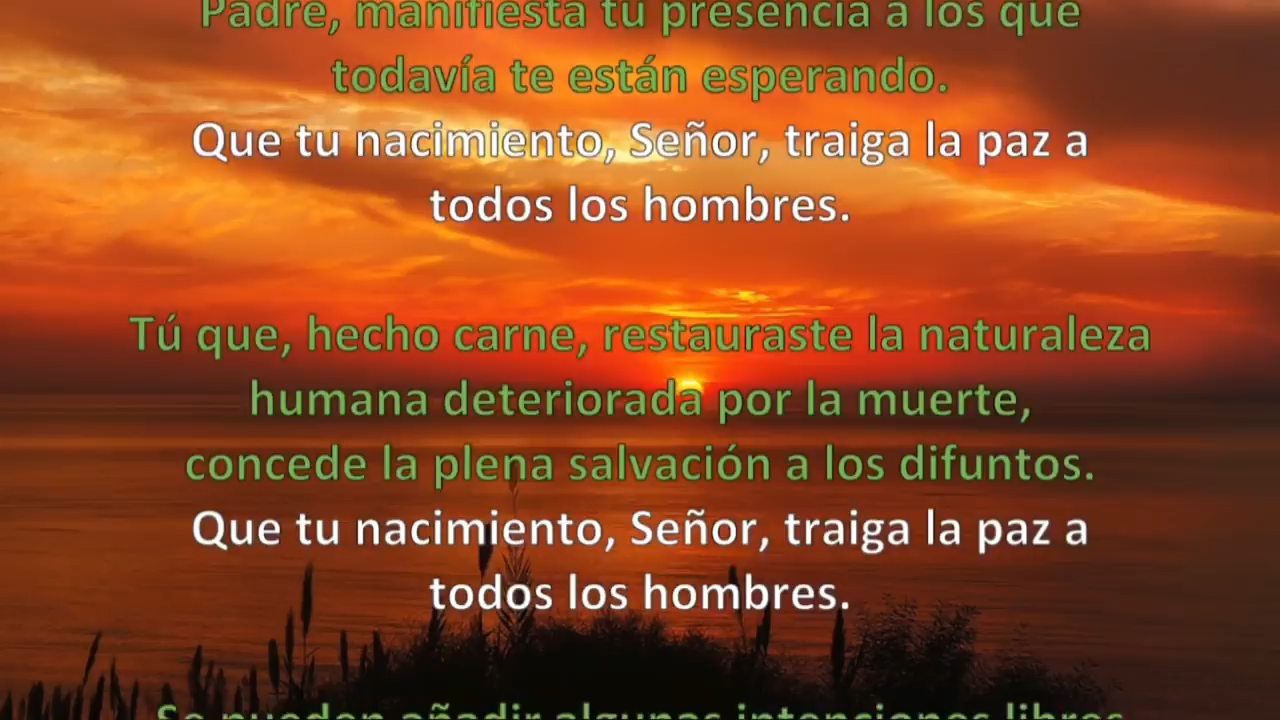 Padre, manifiesta tu presencia a los que
todavía te están esperando.
Que tu nacimiento, Señor, traiga la paz a
todos los hombres.
Tú que, hecho carne, restauraste la naturaleza
humana deteriorada por la muerte,
concede la plena salvación a los difuntos.
Que tu nacimiento, Señor, traiga la paz a
todos los hombres.
Se pueden añadir algunas intenciones libres